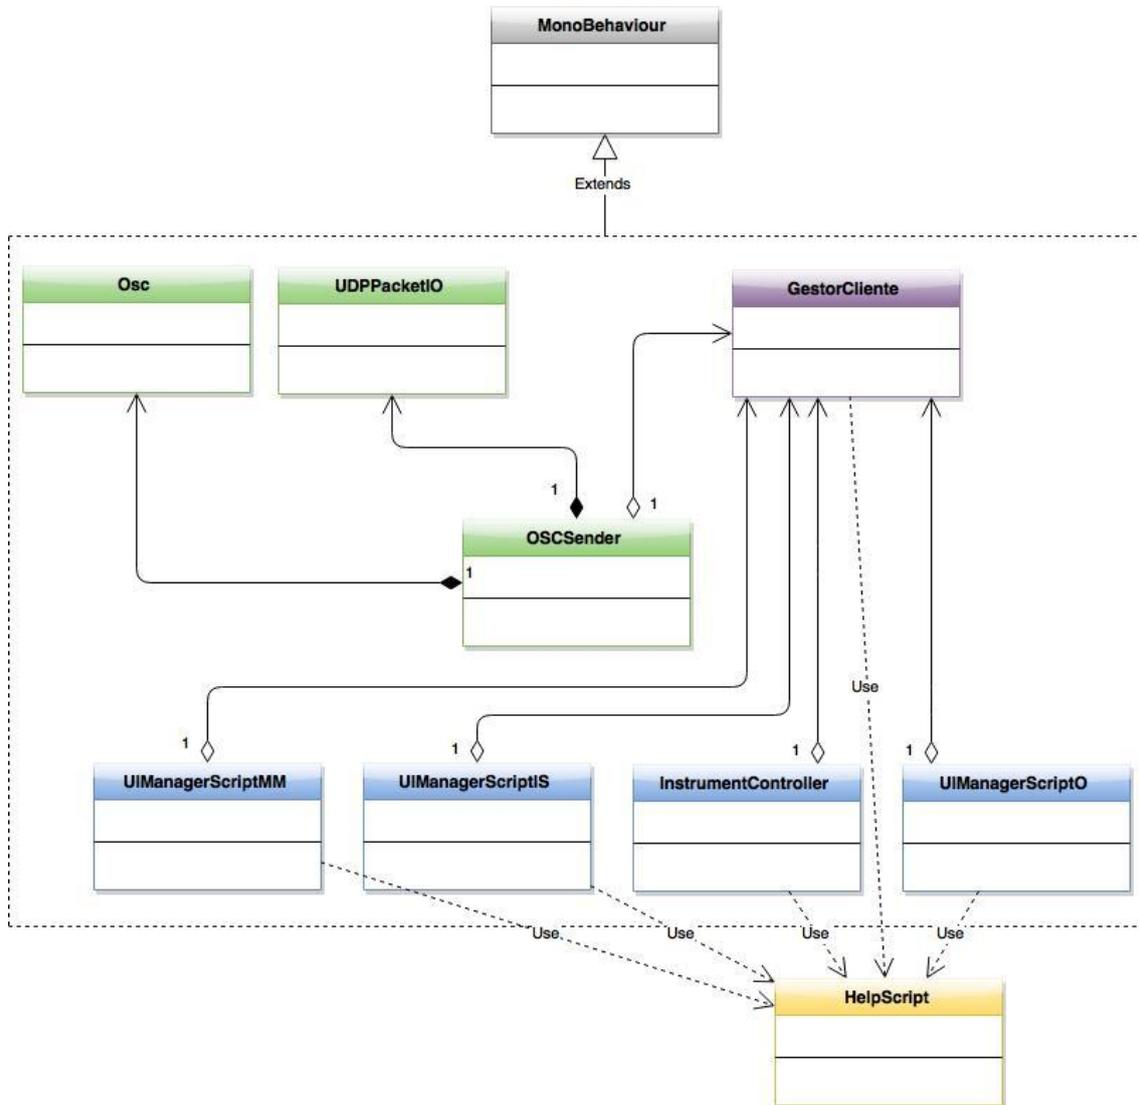 MonoBehaviour
Extends
Osc
UDPPacketIO
GestorCliente
1
1
OSCSender
1
Use
1
1
1
1
UIManagerScriptMM
UIManagerScriptIS
InstrumentController
UIManagerScriptO
Use
Use
Use
Use
HelpScript